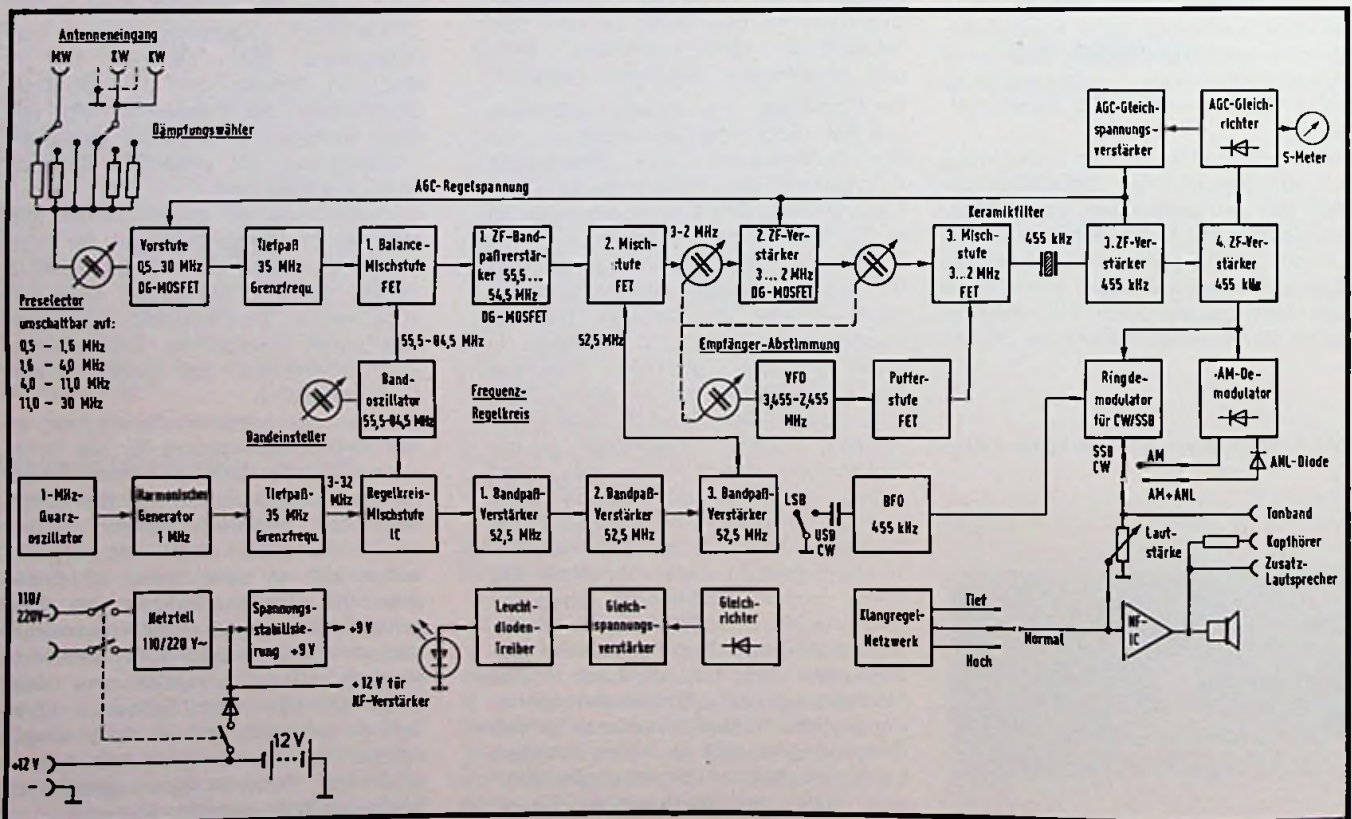 Antenneneingang
MW
KW
KW
Dämpfungswähler
AGC-Regelspannung
Preselector
umschaltbar auf:
0,5 - 1,6 MHz
1,6 - 4,0 MHz
4,0 - 11,0 MHz
11,0 - 30 MHz
Vorstufe
0,5...30 MHz
DG-MOSFET
Tiefpaß
35 MHz
Grenzfrequ.
1. Balance-
Mischstufe
FET
1. ZF-Band-
paßverstär-
ker 55,5...
54,5 MHz
DG-MOSFET
2. Misch-
stufe
FET
3-2 MHz
2. ZF-Ver-
stärker
3...2 MHz
DG-MOSFET
3. Misch-
stufe
3...2 MHz
FET
Keramikfilter
455 kHz
3. ZF-Ver-
stärker
455 kHz
4. ZF-Ver-
stärker
455 kHz
AGC-Gleich-
spannungs-
verstärker
AGC-Gleich-
richter
S-Meter
55,5-84,5 MHz
52,5 MHz
Bandeinsteller
Band-
oszillator
55,5-84,5 MHz
Frequenz-
Regelkreis
Empfänger-Abstimmung
VFO
3,455-2,455
MHz
Puffer-
stufe
FET
Ringde-
modulator
für CW/SSB
AM-De-
modulator
AM
AM+ANL
ANL-Diode
SSB
CW
1-MHz-
Quarz-
oszillator
Harmonischer
Generator
1 MHz
Tiefpaß
35 MHz
Grenzfrequ.
3-32
MHz
Regelkreis-
Mischstufe
IC
1. Bandpaß-
Verstärker
52,5 MHz
2. Bandpaß-
Verstärker
52,5 MHz
3. Bandpaß-
Verstärker
52,5 MHz
LSB
USB
CW
BFO
455 kHz
Tonband
Laut-
stärke
Kopfhörer
Zusatz-
Lautsprecher
110/
220V~
Netzteil
110/220 V~
Spannungs-
stabilisie-
rung +9V
+9V
+12 V für
NF-Verstärker
Leucht-
dioden-
Treiber
Gleich-
spannungs-
verstärker
Gleich-
richter
Klangregel-
Netzwerk
Tief
Normal
Hoch
NF-
IC
+12 V
12 V
-